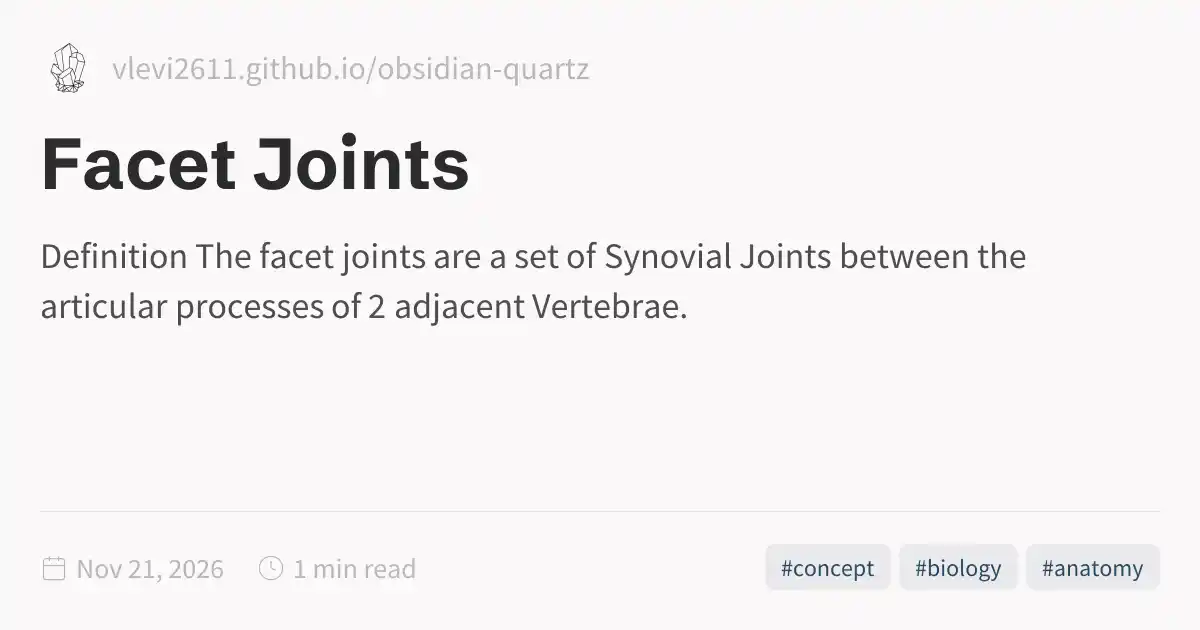 vlevi2611.github.io/obsidian-quartz
Facet Joints
Definition The facet joints are a set of Synovial Joints between the
articular processes of 2 adjacent Vertebrae.
Nov 21, 2026 1 min read #concept #biology #anatomy